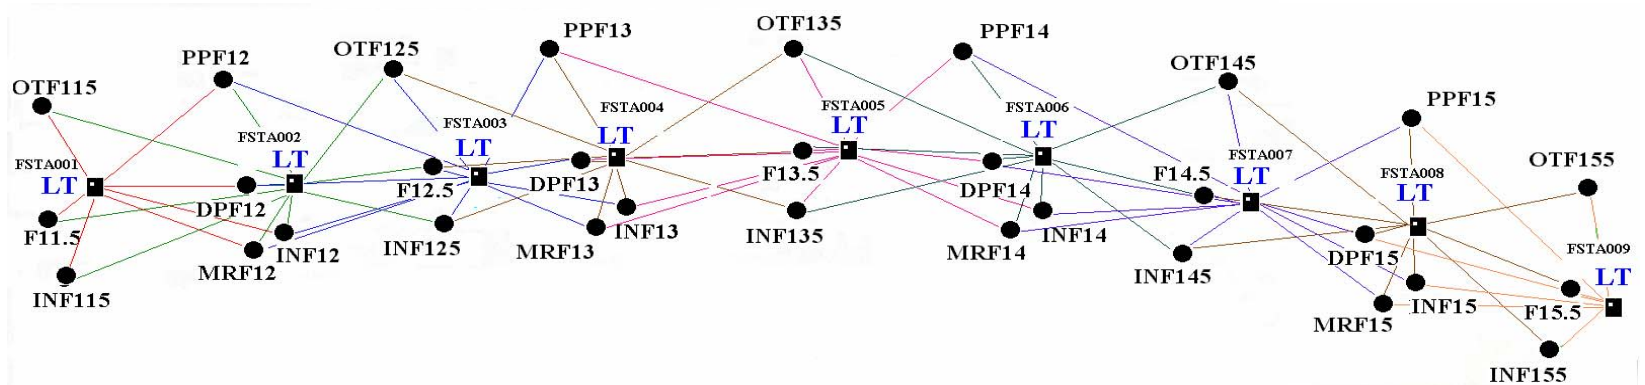 OTF115
PPF12
OTF125
PPF13
OTF135
PPF14
OTF145
PPF15
OTF155
FSTA001
LT
FSTA002
LT
FSTA003
LT
FSTA004
LT
FSTA005
LT
FSTA006
LT
FSTA007
LT
FSTA008
LT
FSTA009
LT
F11.5
DPF12
F12.5
DPF13
F13.5
DPF14
F14.5
DPF15
F15.5
INF115
MRF12
INF12
INF125
MRF13
INF13
INF135
MRF14
INF14
INF145
MRF15
INF15
INF155